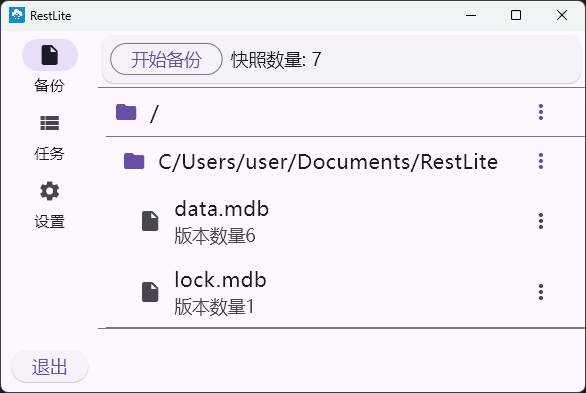 RestLite
开始备份 快照数量: 7
备份
/
任务
C/Users/user/Documents/RestLite
设置
data.mdb
版本数量6
lock.mdb
版本数量1
退出